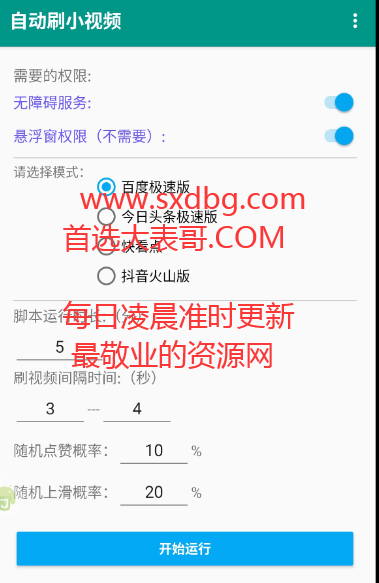 自动刷小视频
需要的权限:
无障碍服务:
悬浮窗权限（不需要）:
请选择模式:
百度极速版
www.sxdbg.com
今日头条极速版
首选大表哥.COM
快看点
抖音火山版
每日凌晨准时更新
脚本运行时长:（分）
5
最敬业的资源网
刷视频间隔时间:（秒）
3 --- 4
随机点赞概率: 10 %
随机上滑概率: 20 %
开始运行